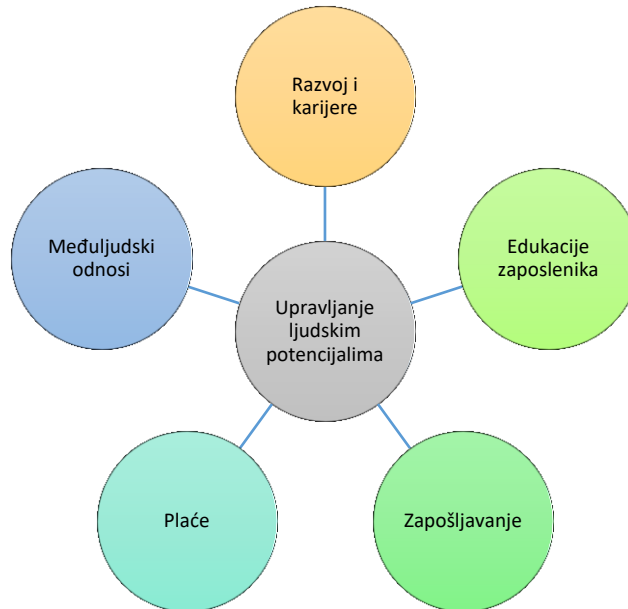 Razvoj i
karijere
Međuljudski
odnosi
Edukacije
zaposlenika
Upravljanje
ljudskim
potencijalima
Plaće
Zapošljavanje